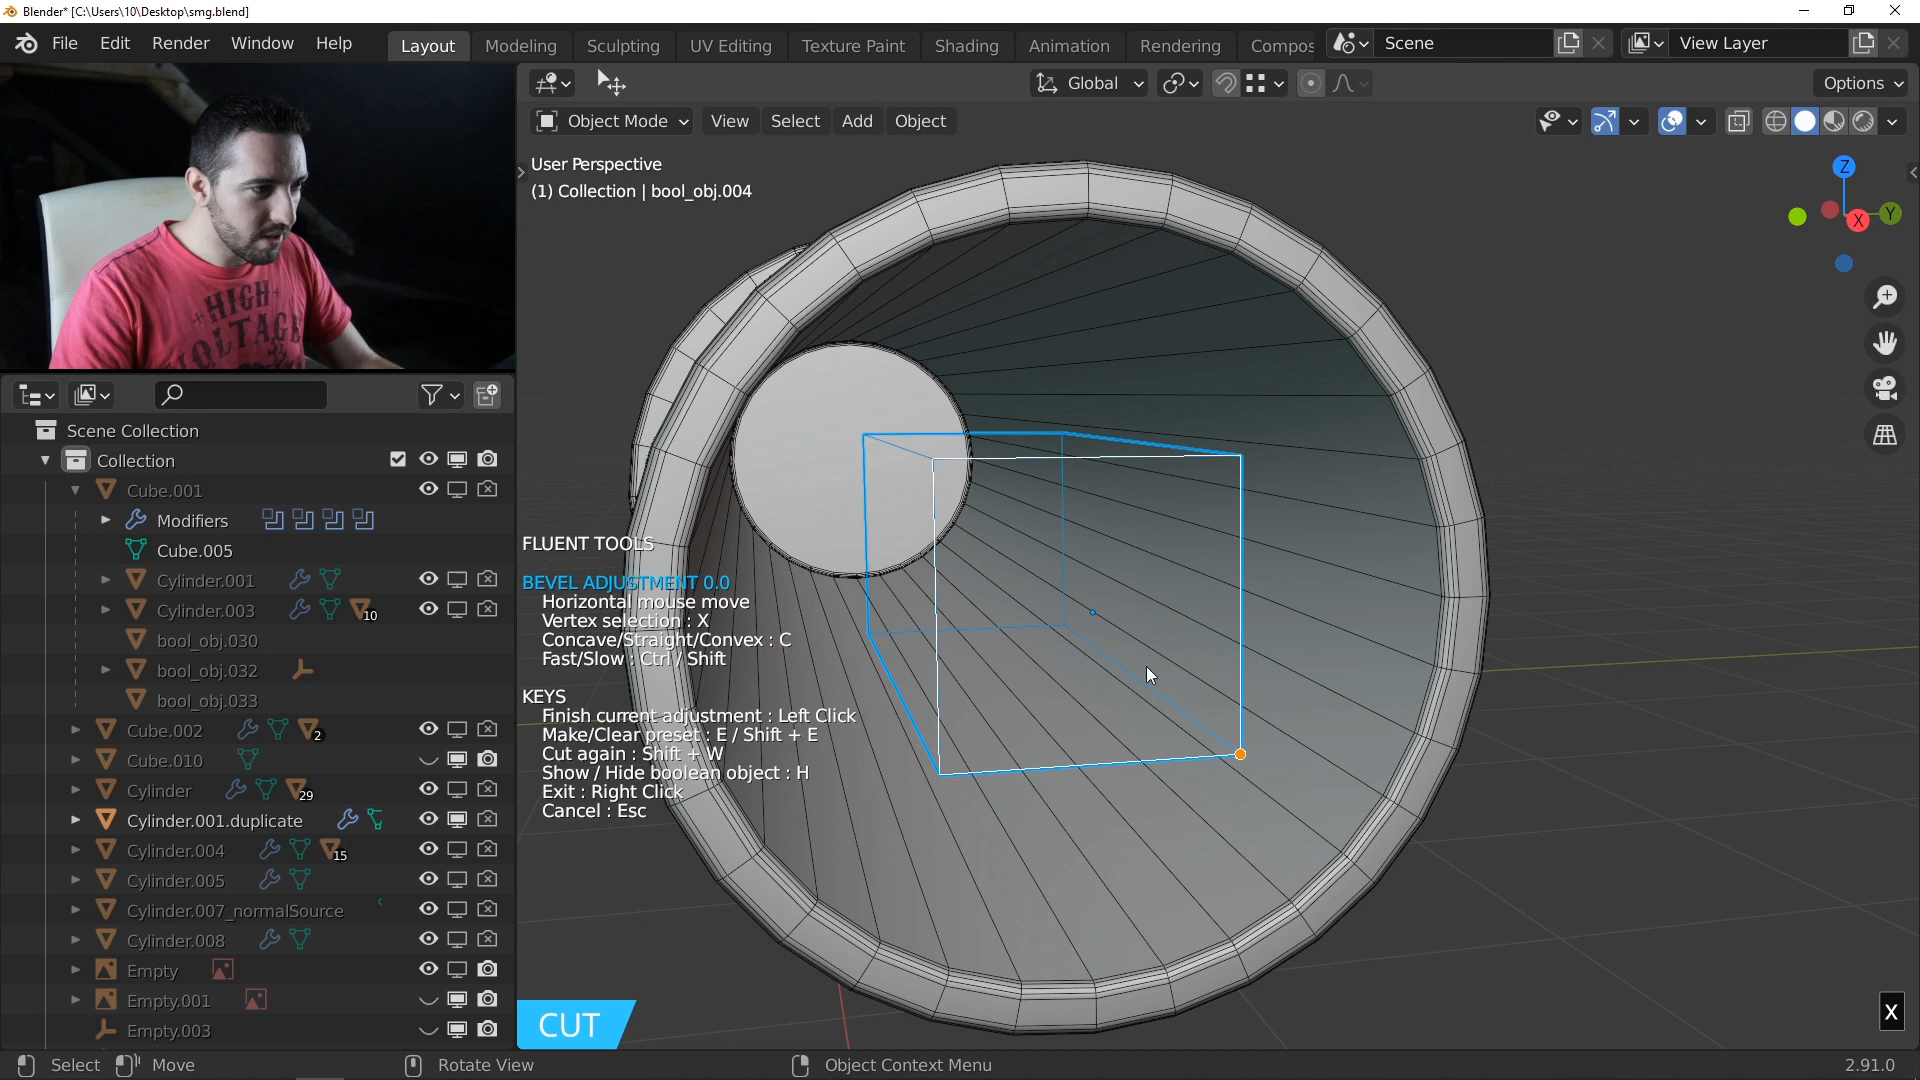 Blender* [C:\Users\10\Desktop\smg.blend]
File Edit Render Window Help
Layout Modeling Sculpting UV Editing Texture Paint Shading Animation Rendering Compos
Scene
View Layer
Global
Options
Object Mode View Select Add Object
User Perspective
(1) Collection | bool_obj.004
Z
X
Y
HIGH
VOLTAGE
Scene Collection
Collection
Cube.001
Modifiers
Cube.005
Cylinder.001
Cylinder.003 10
bool_obj.030
bool_obj.032
bool_obj.033
Cube.002 2
Cube.010
Cylinder 29
Cylinder.001.duplicate
Cylinder.004 15
Cylinder.005
Cylinder.007_normalSource
Cylinder.008
Empty
Empty.001
Empty.003
FLUENT TOOLS
BEVEL ADJUSTMENT 0.0
Horizontal mouse move
Vertex selection : X
Concave/Straight/Convex : C
Fast/Slow : Ctrl / Shift
KEYS
Finish current adjustment : Left Click
Make/Clear preset : E / Shift + E
Cut again : Shift + W
Show / Hide boolean object : H
Exit : Right Click
Cancel : Esc
CUT
X
Select Move Rotate View Object Context Menu 2.91.0